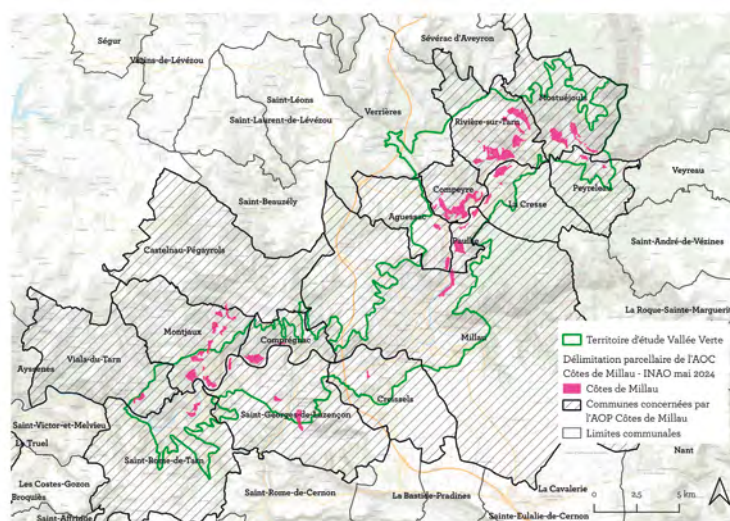 Ségur
Sévérac d'Aveyron
Vézins-de-Lévézou
Mostuéjouls
Saint-Léons
Verrières
Rivière-sur-Tarn
Saint-Laurent-de-Lévézou
Compeyre
Peyreleau
Veyreau
Saint-Beauzély
La Cresse
Aguessac
Paulhe
Saint-André-de-Vézines
Castelnau-Pégayrols
La Roque-Sainte-Marguerit
Montjaux
Comprégnac
Millau
Viala-du-Tarn
Ayssènes
Creissels
Saint-Georges-de-Luzençon
Saint-Victor-et-Melvieu
Le Truel
Saint-Rome-de-Tarn
Nant
Les Costes-Gozon
Saint-Rome-de-Cernon
La Bastide-Pradines
La Cavalerie
Broquiès
Saint-Affrique
Sainte-Eulalie-de-Cernon
Territoire d'étude Vallée Verte
Délimitation parcellaire de l'AOC
Côtes de Millau - INAO mai 2024
Côtes de Millau
Communes concernées par
l'AOP Côtes de Millau
Limites communales
0 2,5 5 km